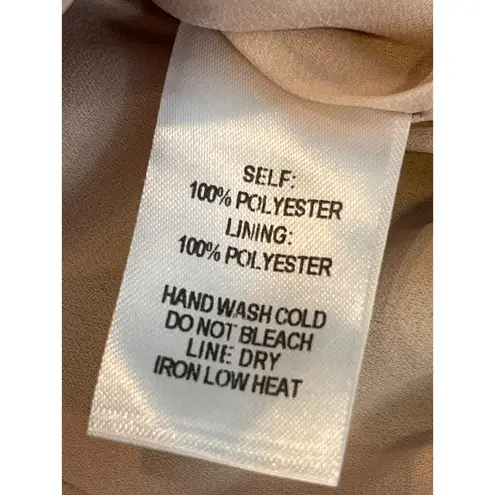 SELF:
100% POLYESTER
LINING:
100% POLYESTER
HAND WASH COLD
DO NOT BLEACH
LINE DRY
IRON LOW HEAT